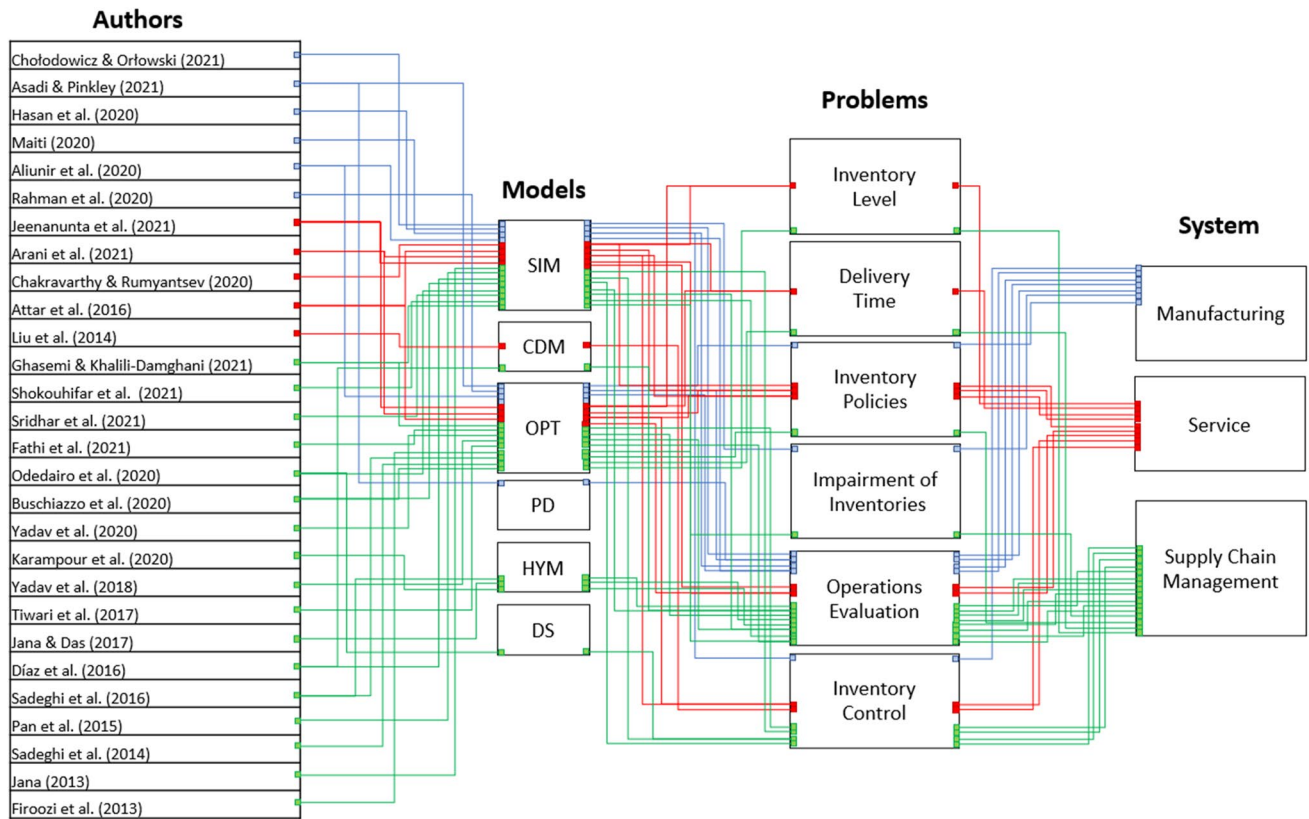 Authors
Chołodowicz & Orłowski (2021)
Asadi & Pinkley (2021)
Hasan et al. (2020)
Maiti (2020)
Aliunir et al. (2020)
Rahman et al. (2020)
Jeenanunta et al. (2021)
Arani et al. (2021)
Chakravarthy & Rumyantsev (2020)
Attar et al. (2016)
Liu et al. (2014)
Ghasemi & Khalili-Damghani (2021)
Shokouhifar et al. (2021)
Sridhar et al. (2021)
Fathi et al. (2021)
Odedairo et al. (2020)
Buschiazzo et al. (2020)
Yadav et al. (2020)
Karampour et al. (2020)
Yadav et al. (2018)
Tiwari et al. (2017)
Jana & Das (2017)
Díaz et al. (2016)
Sadeghi et al. (2016)
Pan et al. (2015)
Sadeghi et al. (2014)
Jana (2013)
Firoozi et al. (2013)
Models
SIM
CDM
OPT
PD
HYM
DS
Problems
Inventory
Level
Delivery
Time
Inventory
Policies
Impairment of
Inventories
Operations
Evaluation
Inventory
Control
System
Manufacturing
Service
Supply Chain
Management